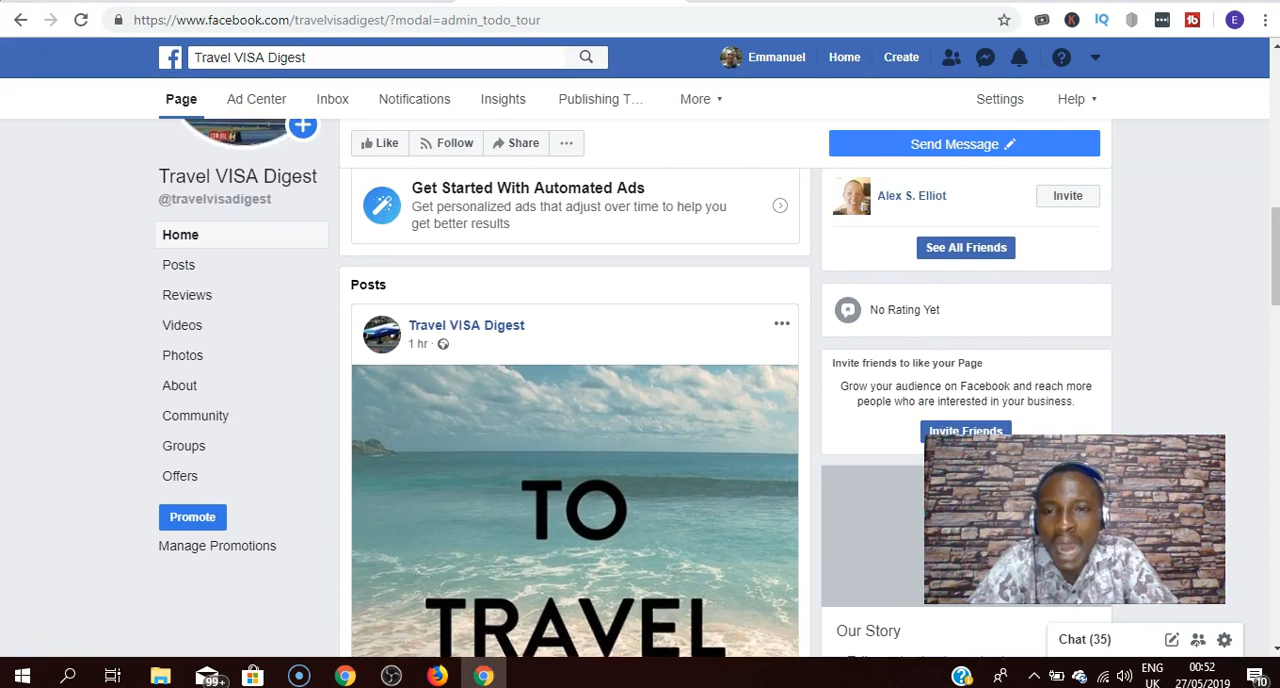 https://www.facebook.com/travelvisadigest/?modal=admin_todo_tour
IQ
E
Travel VISA Digest
Emmanuel
Home
Create
Page
Ad Center
Inbox
Notifications
Insights
Publishing T...
More
Settings
Help
Like
Follow
Share
Send Message
Travel VISA Digest
@travelvisadigest
Home
Posts
Reviews
Videos
Photos
About
Community
Groups
Offers
Promote
Manage Promotions
Get Started With Automated Ads
Get personalized ads that adjust over time to help you
get better results
Posts
Travel VISA Digest
1 hr
TO
TRAVEL
Alex S. Elliot
Invite
See All Friends
No Rating Yet
Invite friends to like your Page
Grow your audience on Facebook and reach more
people who are interested in your business.
Invite Friends
Our Story
Chat (35)
99+
ENG
UK
00:52
27/05/2019
10